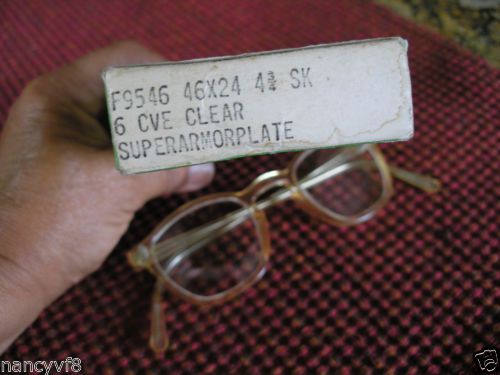 F9546 46X24 4¾ SK
6 CVE CLEAR
SUPERARMORPLATE
nancyvf8